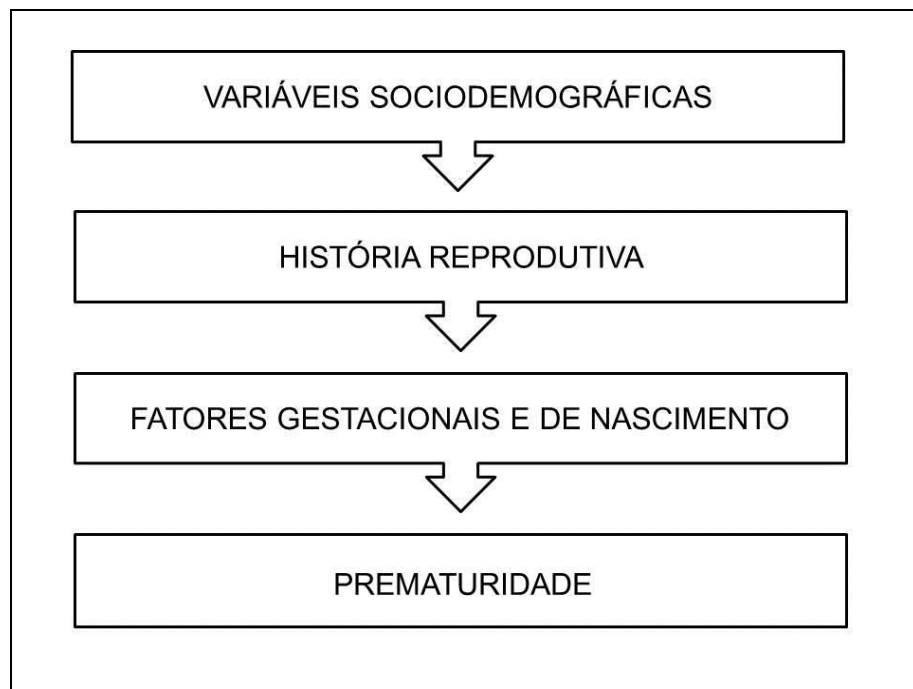 VARIÁVEIS SOCIODEMOGRÁFICAS
HISTÓRIA REPRODUTIVA
FATORES GESTACIONAIS E DE NASCIMENTO
PREMATURIDADE